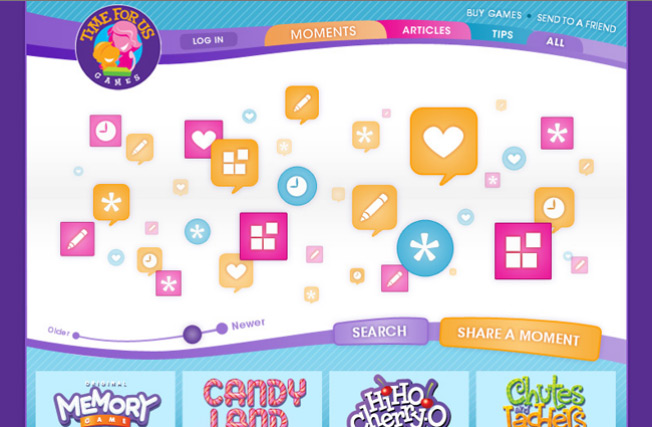 TIME FOR US
GAMES
LOG IN
MOMENTS
ARTICLES
TIPS
ALL
BUY GAMES • SEND TO A FRIEND
Older
Newer
SEARCH
SHARE A MOMENT
ORIGINAL
MEMORY
GAME
CANDY
LAND
HiHo
Cherry-O
Chutes
and
Ladders